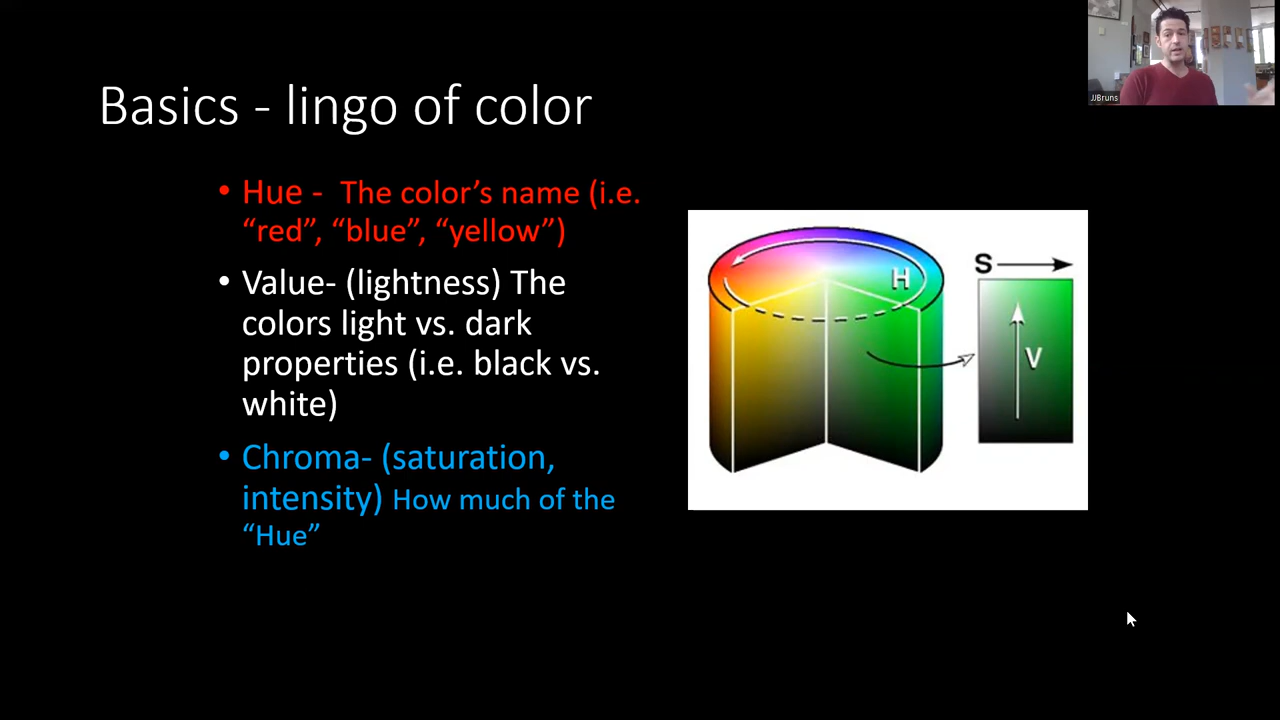 Basics - lingo of color
• Hue - The color’s name (i.e.
“red”, “blue”, “yellow”)
• Value- (lightness) The
colors light vs. dark
properties (i.e. black vs.
white)
• Chroma- (saturation,
intensity) How much of the
“Hue”
H
S
V
JJBruns